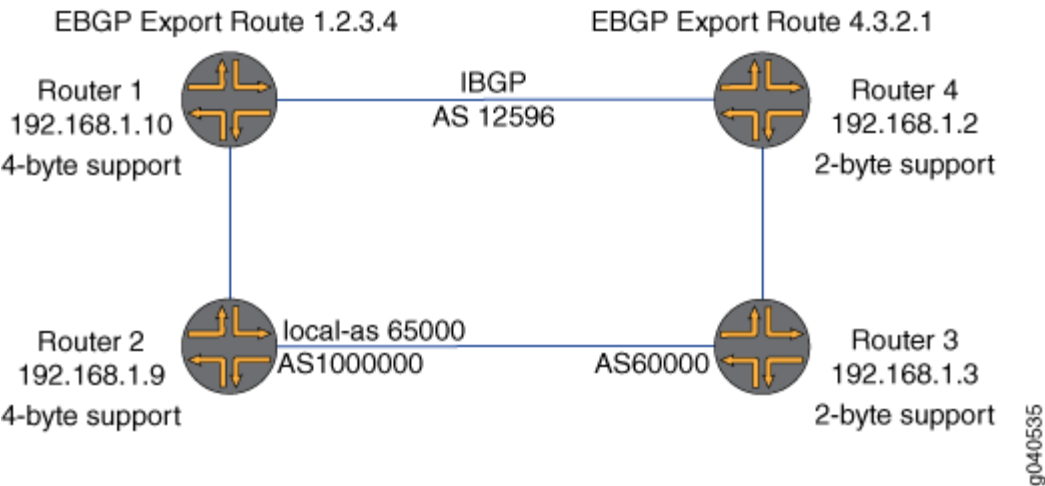 EBGP Export Route 1.2.3.4
EBGP Export Route 4.3.2.1
Router 1
192.168.1.10
4-byte support
IBGP
AS 12596
Router 4
192.168.1.2
2-byte support
Router 2
192.168.1.9
4-byte support
local-as 65000
AS1000000
AS60000
Router 3
192.168.1.3
2-byte support
g040535